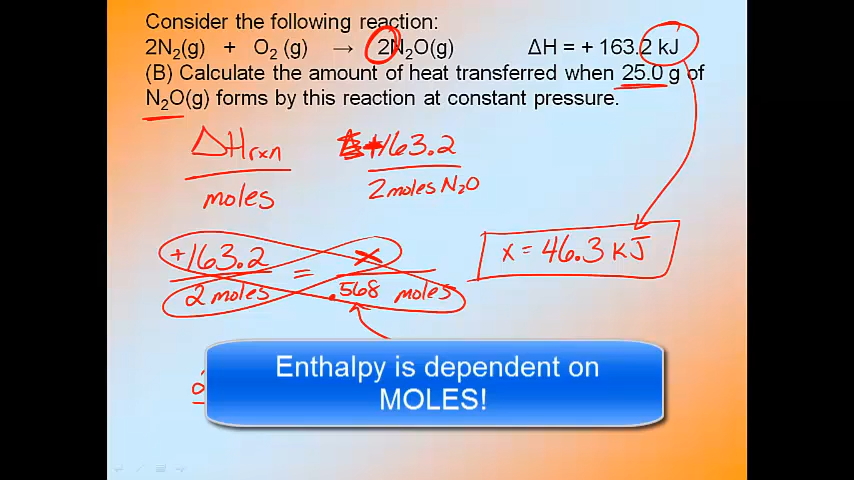 Consider the following reaction:
2N₂(g) + O₂ (g) → 2N₂O(g) ΔH = + 163.2 kJ
(B) Calculate the amount of heat transferred when 25.0 g of
N₂O(g) forms by this reaction at constant pressure.
ΔHrxn +163.2
moles 2 moles N₂O
+163.2 = x
2 moles .568 moles
x = 46.3 kJ
Enthalpy is dependent on
MOLES!